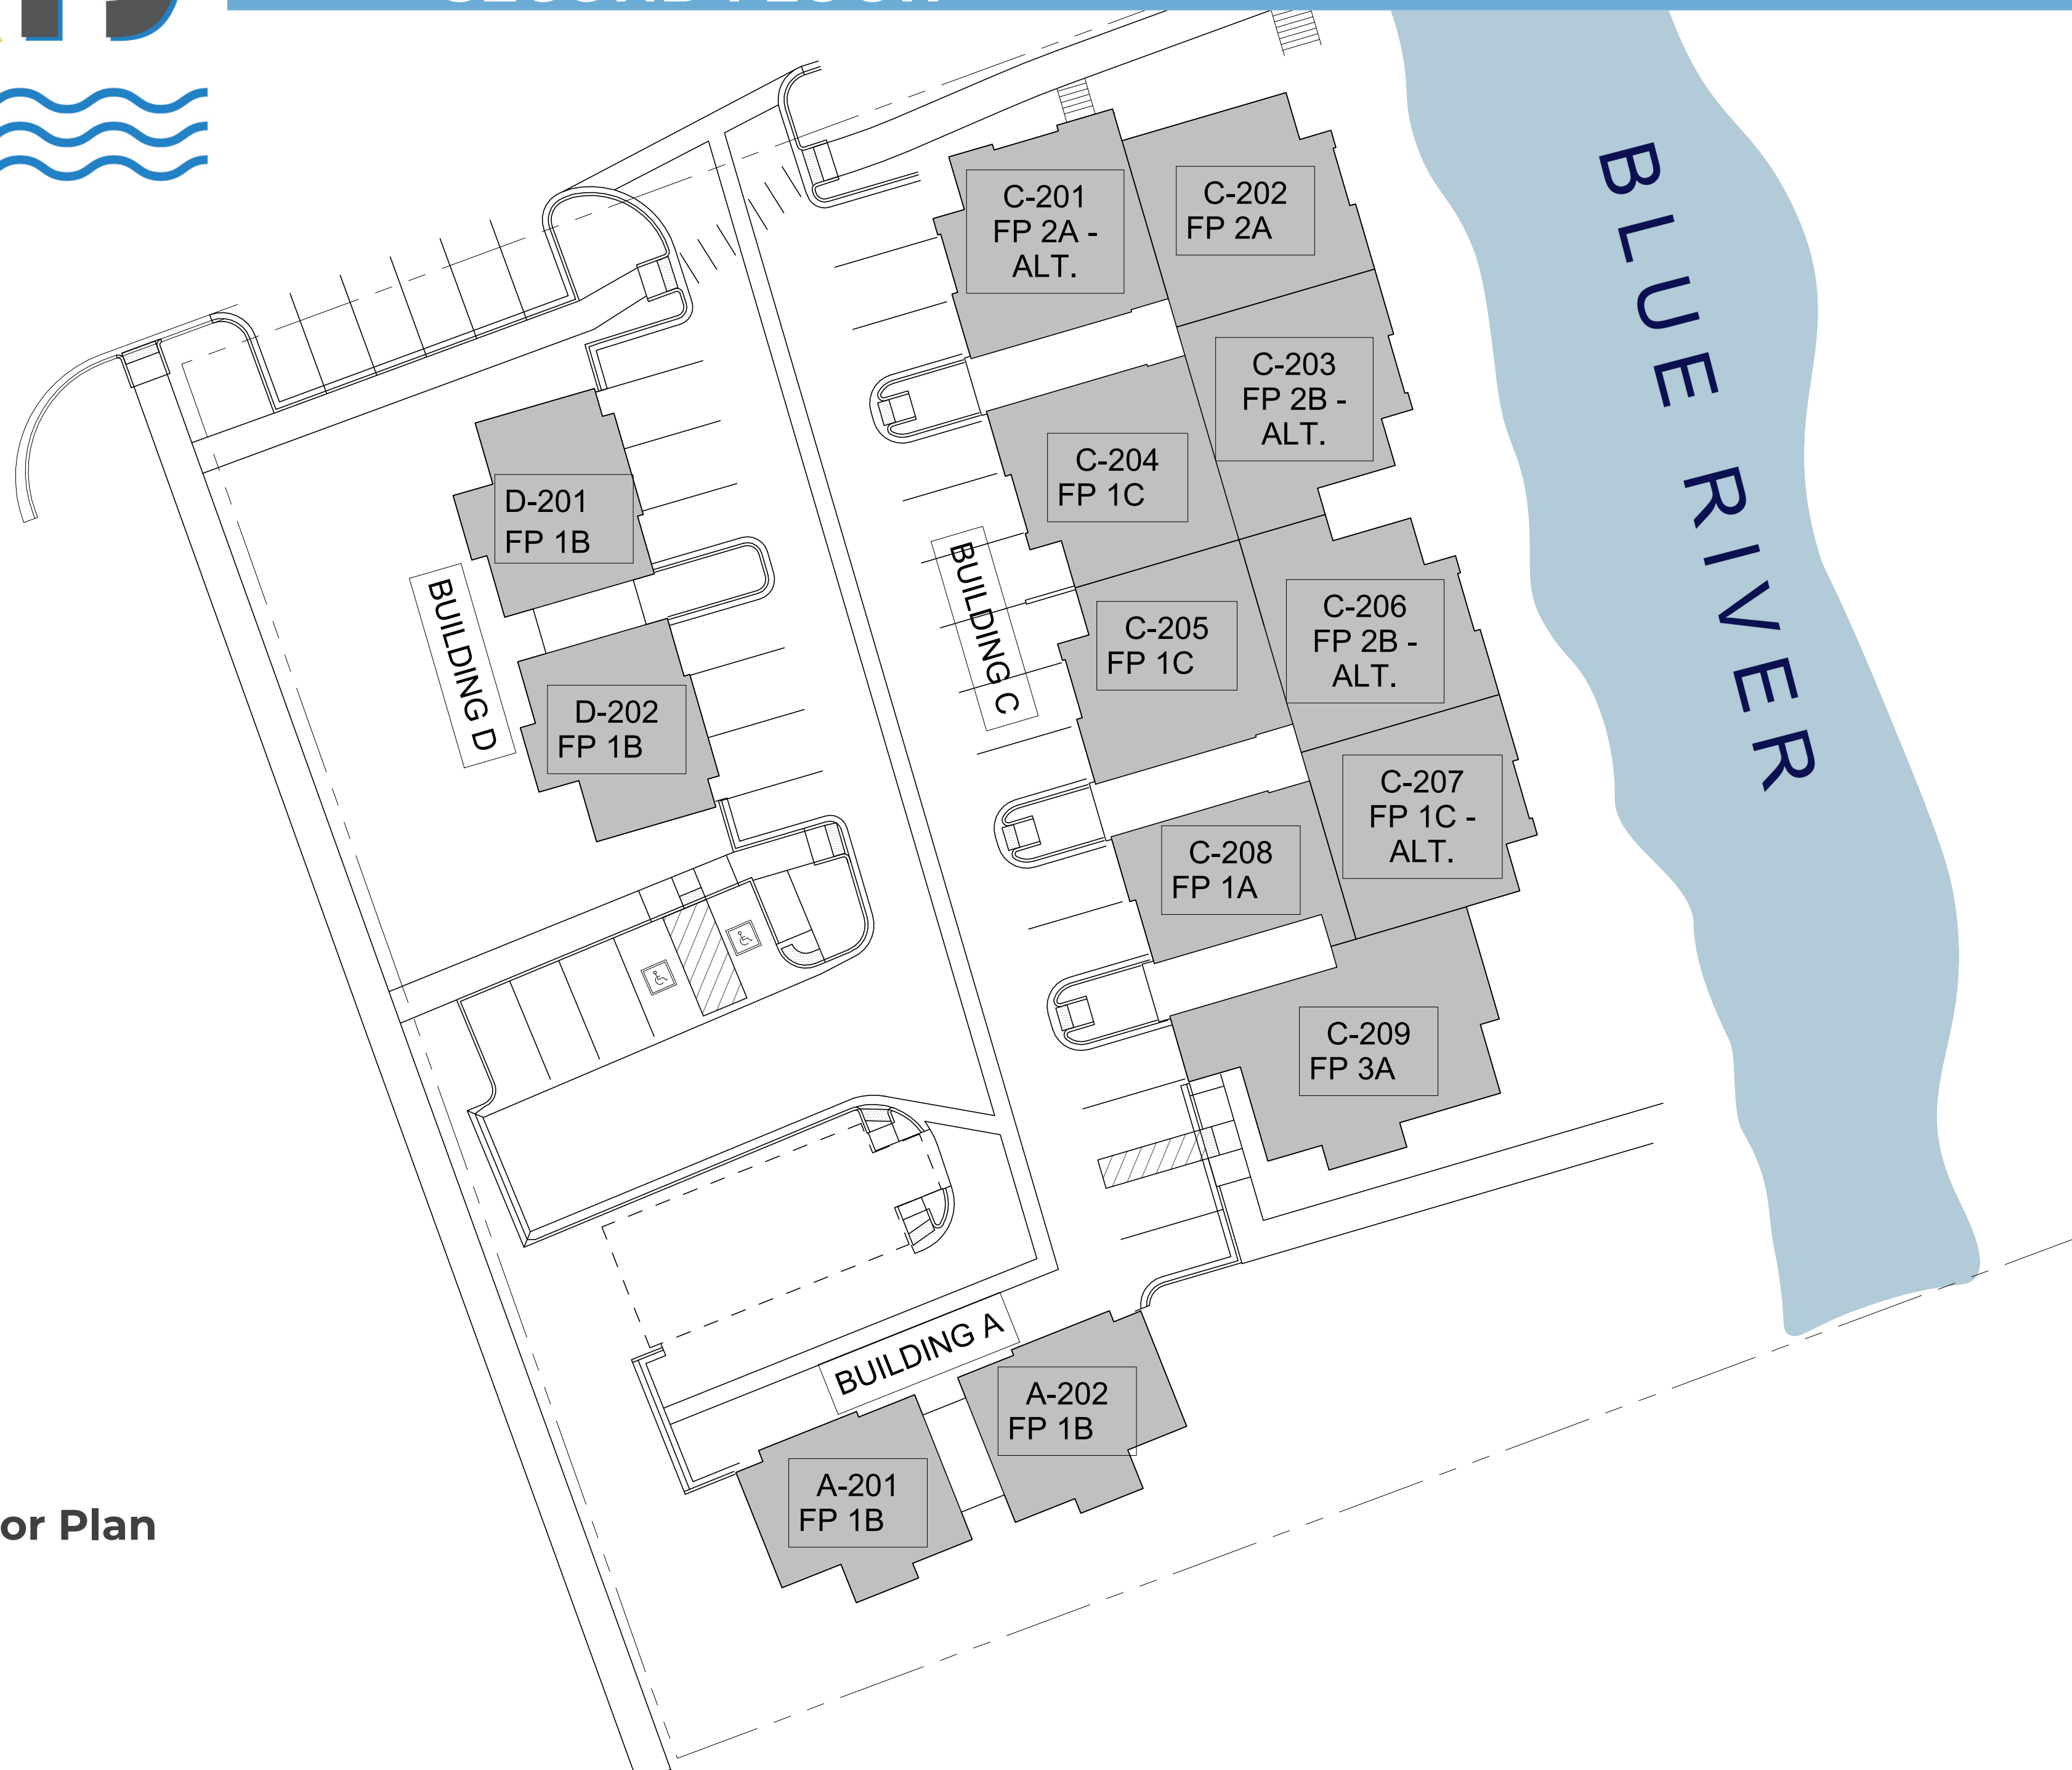 SECOND FLOOR
C-201
FP 2A -
ALT.
C-202
FP 2A
C-203
FP 2B -
ALT.
C-204
FP 1C
D-201
FP 1B
BUILDING D
BUILDING C
C-205
FP 1C
C-206
FP 2B -
ALT.
D-202
FP 1B
C-207
FP 1C -
ALT.
C-208
FP 1A
C-209
FP 3A
BLUE RIVER
BUILDING A
A-202
FP 1B
A-201
FP 1B
or Plan